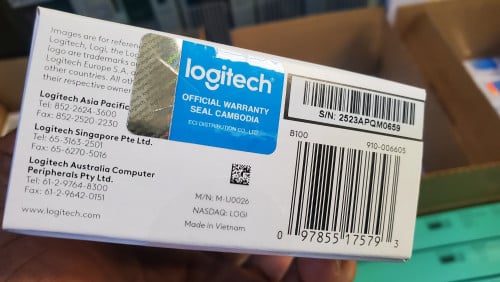 Images are for refere
Logitech, Logi, the Log
logo are trademarks o
Logitech Europe S.A.
other countries. All oth
their respective owner
Logitech Asia Pacific
Tel: 852-2624-3600
Fax: 852-2520-2230
Logitech Singapore Pte Ltd.
Tel: 65-3163-2501
Fax: 65-6270-5016
Logitech Australia Computer
Peripherals Pty Ltd.
Tel: 61-2-9764-8300
Fax: 61-2-9642-0151
www.logitech.com
logitech®
OFFICIAL WARRANTY
SEAL CAMBODIA
ECI DISTRIBUTION CO., LTD
M/N: M-U0026
NASDAQ: LOGI
Made in Vietnam
S/N: 2523APQM0659
B100
910-006605
0 97855 17579 3